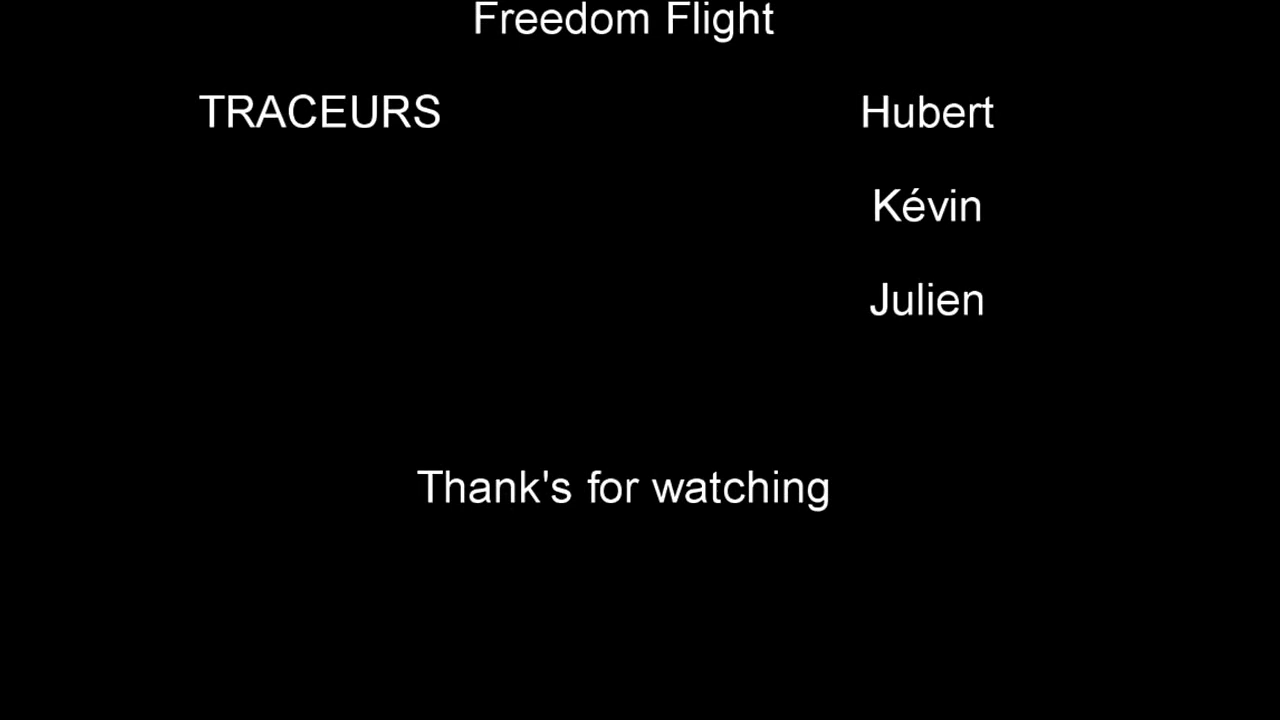 Freedom Flight
TRACEURS Hubert
Kévin
Julien
Thank's for watching